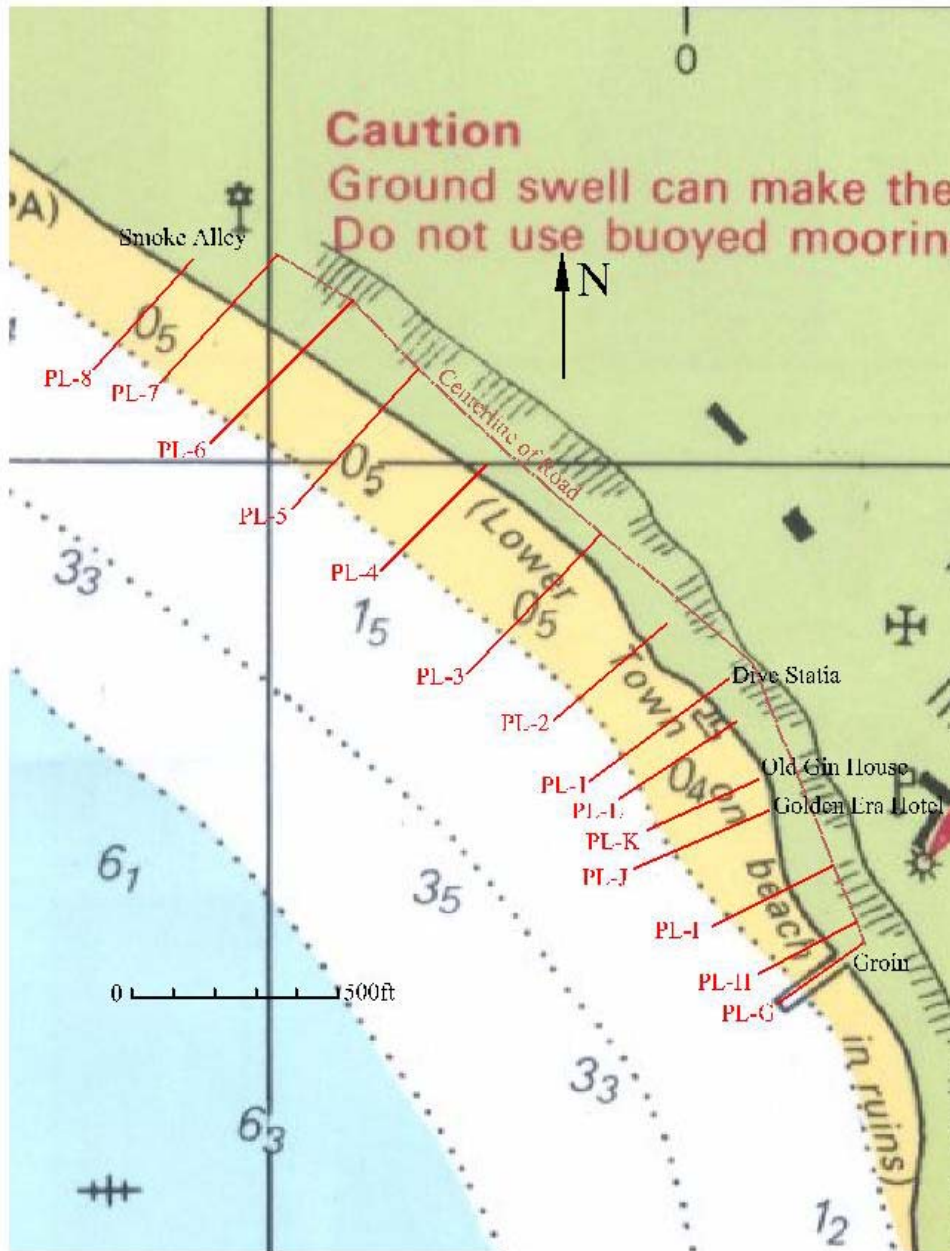 0
Caution
Ground swell can make the
Do not use buoyed moorin
A)
Smoke Alley
N
0₅
PL-8
PL-7
Centerline of Road
PL-6
0₅
PL-5
(Lower
3₃
PL-4
1₅
0₅
PL-3
Town
Dive Statia
PL-2
PL-1
0₄
on
Old Gin House
PL-L
Golden Era Hotel
PL-K
PL-J
6₁
3₅
beach
PL-I
Groin
PL-H
0
500ft
PL-G
in ruins)
3₃
6₃
1₂